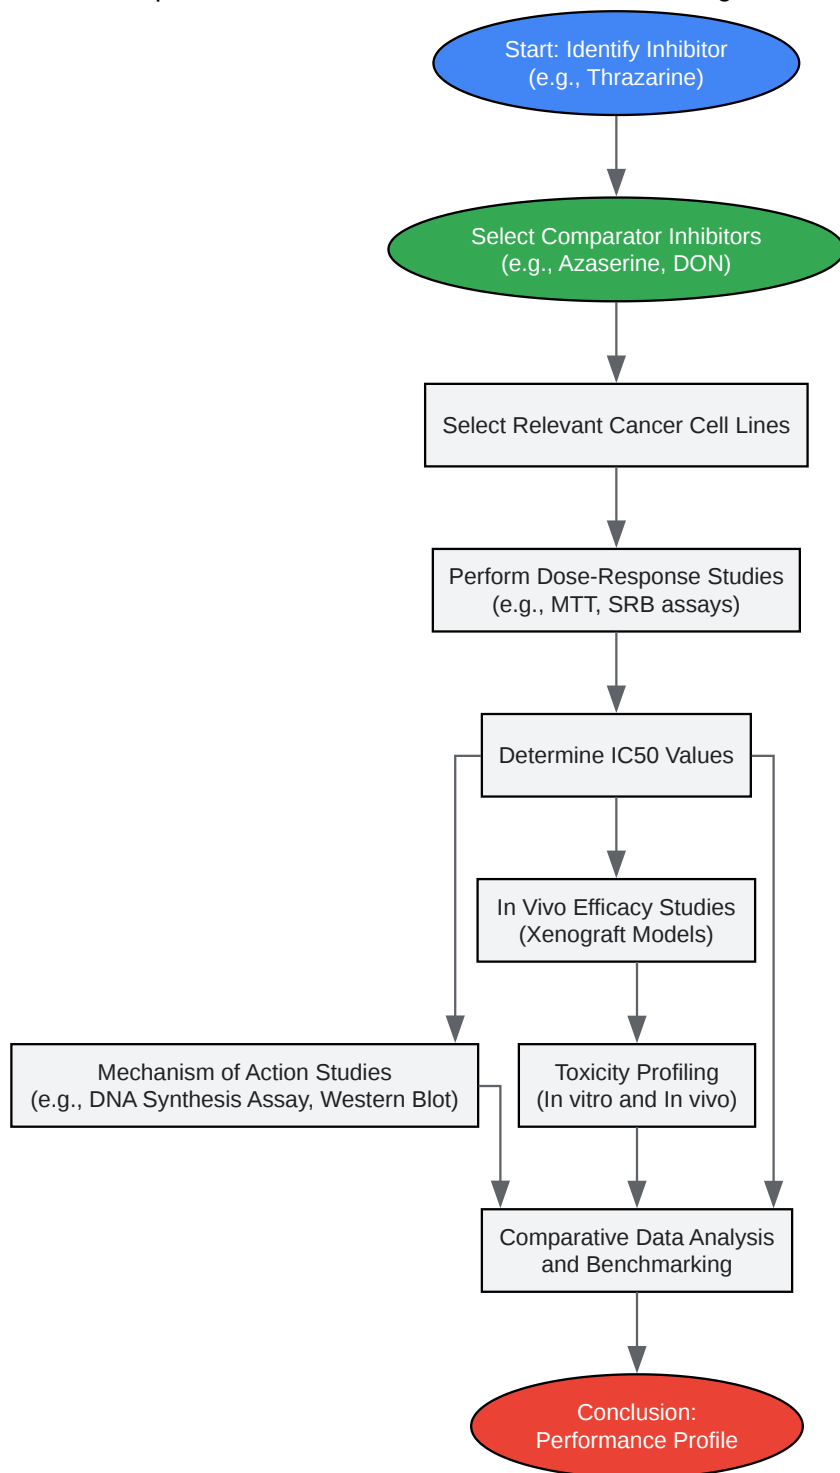 Start: Identify Inhibitor
(e.g., Thrazarine)
Select Comparator Inhibitors
(e.g., Azaserine, DON)
Select Relevant Cancer Cell Lines
Perform Dose-Response Studies
(e.g., MTT, SRB assays)
Determine IC50 Values
In Vivo Efficacy Studies
(Xenograft Models)
Mechanism of Action Studies
(e.g., DNA Synthesis Assay, Western Blot)
Toxicity Profiling
(In vitro and In vivo)
Comparative Data Analysis
and Benchmarking
Conclusion:
Performance Profile